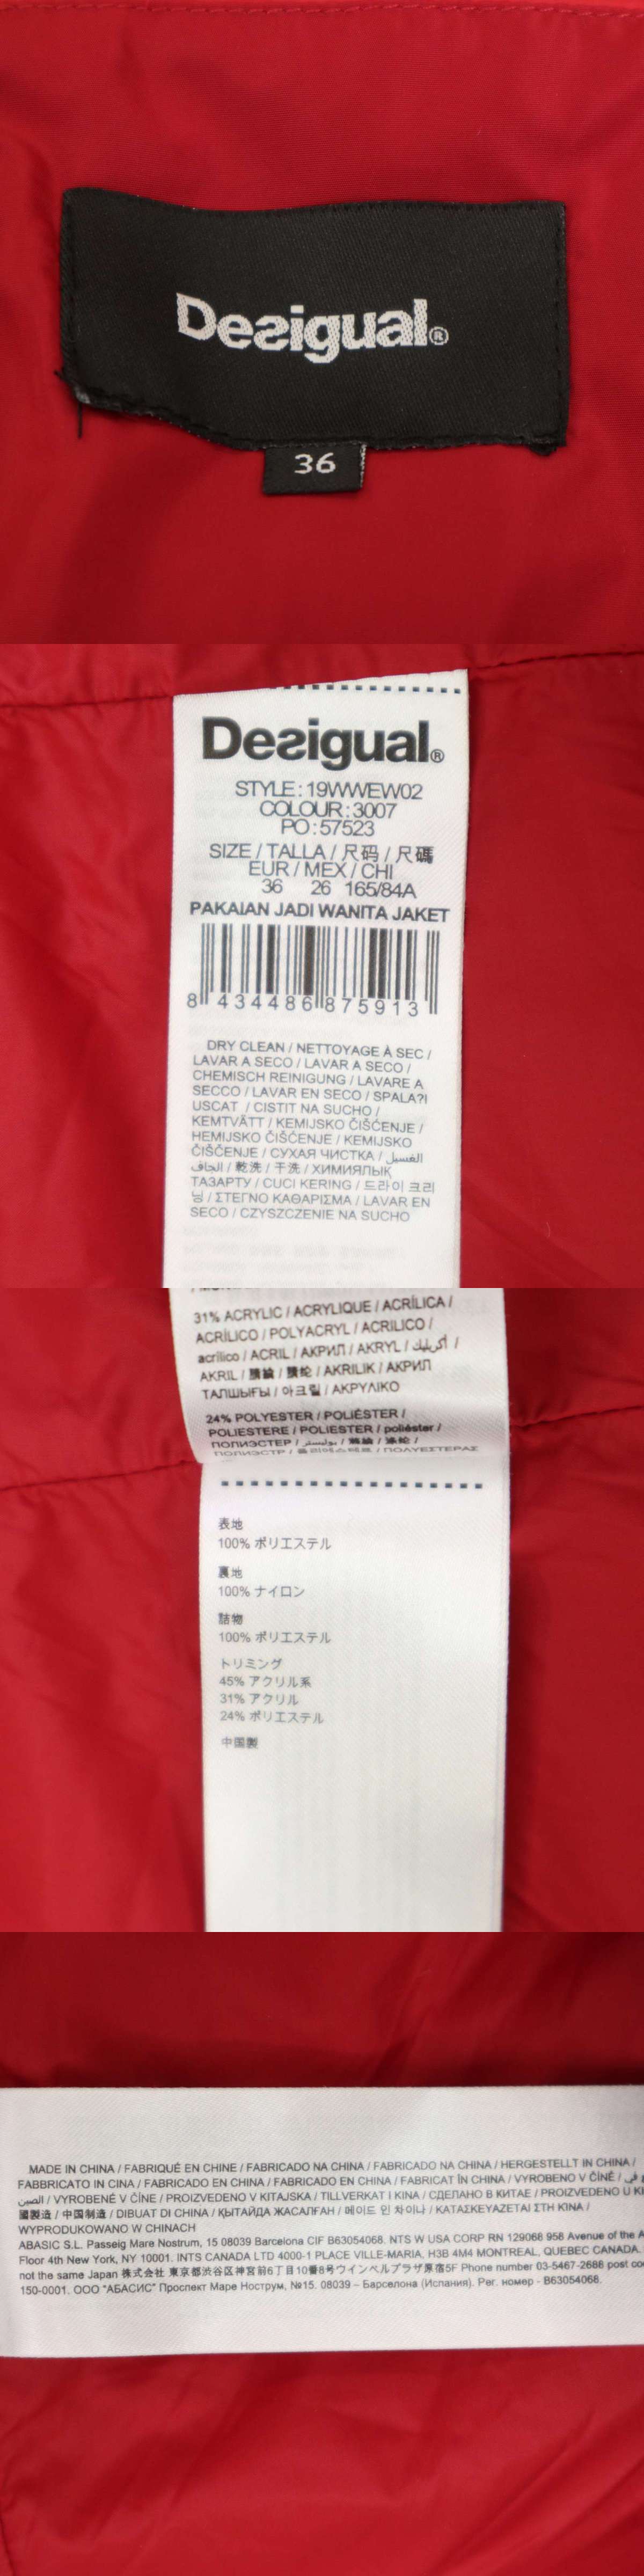 Desigual®
36
Desigual®
STYLE : 19WWEW02
COLOUR : 3007
PO : 57523
SIZE / TALLA / 尺码 / 尺碼
EUR / MEX / CHI
36 26 165/84A
PAKAIAN JADI WANITA JAKET
8 434486 875913
DRY CLEAN / NETTOYAGE À SEC /
LAVAR A SECO / LAVAR A SECO /
CHEMISCH REINIGUNG / LAVARE A
SECCO / LAVAR EN SECO / SPALA?I
USCAT / CISTIT NA SUCHO /
KEMTVÄTT / KEMIJSKO ČIŠČENJE /
HEMIJSKO ČIŠĆENJE / KEMIJSKO
ČIŠĆENJE / СУХАЯ ЧИСТКА / الغسيل
الجاف / 乾洗 / 干洗 / ХИМИЯЛЫҚ
ТАЗАРТУ / CUCI KERING / 드라이 크리
닝 / ΣΤΕΓΝΟ ΚΑΘΑΡΙΣΜΑ / LAVAR EN
SECO / CZYSZCZENIE NA SUCHO
31% ACRYLIC / ACRYLIQUE / ACRÍLICA /
ACRÍLICO / POLYACRYL / ACRILICO /
acrílico / ACRIL / АКРИЛ / AKRYL / أكريليك /
AKRIL / 腈綸 / 腈纶 / AKRILIK / АКРИЛ
ТАЛШЫҒЫ / 아크릴 / ΑΚΡΥΛΙΚΟ
24% POLYESTER / POLIÉSTER /
POLIESTERE / POLIESTER / poliéster /
ПОЛИЭСТЕР / بوليستر / 滌綸 / 涤纶 /
ПОЛИЭСТР / 폴리에스테르 / ΠΟΛΥΕΣΤΕΡΑΣ
表地
100% ポリエステル
裏地
100% ナイロン
詰物
100% ポリエステル
トリミング
45% アクリル系
31% アクリル
24% ポリエステル
中国製
MADE IN CHINA / FABRIQUÉ EN CHINE / FABRICADO NA CHINA / FABRICADO NA CHINA / HERGESTELLT IN CHINA /
FABBRICATO IN CINA / FABRICADO EN CHINA / FABRICADO EN CHINA / FABRICAT ÎN CHINA / VYROBENO V ČÍNĚ /
الصين / VYROBENÉ V ČÍNE / PROIZVEDENO V KITAJSKA / TILLVERKAT I KINA / СДЕЛАНО В КИТАЕ / PROIZVEDENO U
國製造 / 中国制造 / DIBUAT DI CHINA / ҚЫТАЙДА ЖАСАЛҒАН / 메이드 인 차이나 / ΚΑΤΑΣΚΕΥΑΖΕΤΑΙ ΣΤΗ ΚΙΝΑ /
WYPRODUKOWANO W CHINACH
ABASIC S.L. Passeig Mare Nostrum, 15 08039 Barcelona CIF B63054068. NTS W USA CORP RN 129068 958 Avenue of the
Floor 4th New York, NY 10001. INTS CANADA LTD 4000-1 PLACE VILLE-MARIA, H3B 4M4 MONTREAL, QUEBEC CANADA.
not the same Japan 株式会社 東京都渋谷区神宮前6丁目10番8号ウインベルプラザ原宿5F Phone number 03-5467-2688 post
150-0001. ООО "АБАСИС" Проспект Маре Нострум, №15. 08039 – Барселона (Испания). Рег. номер - B63054068.